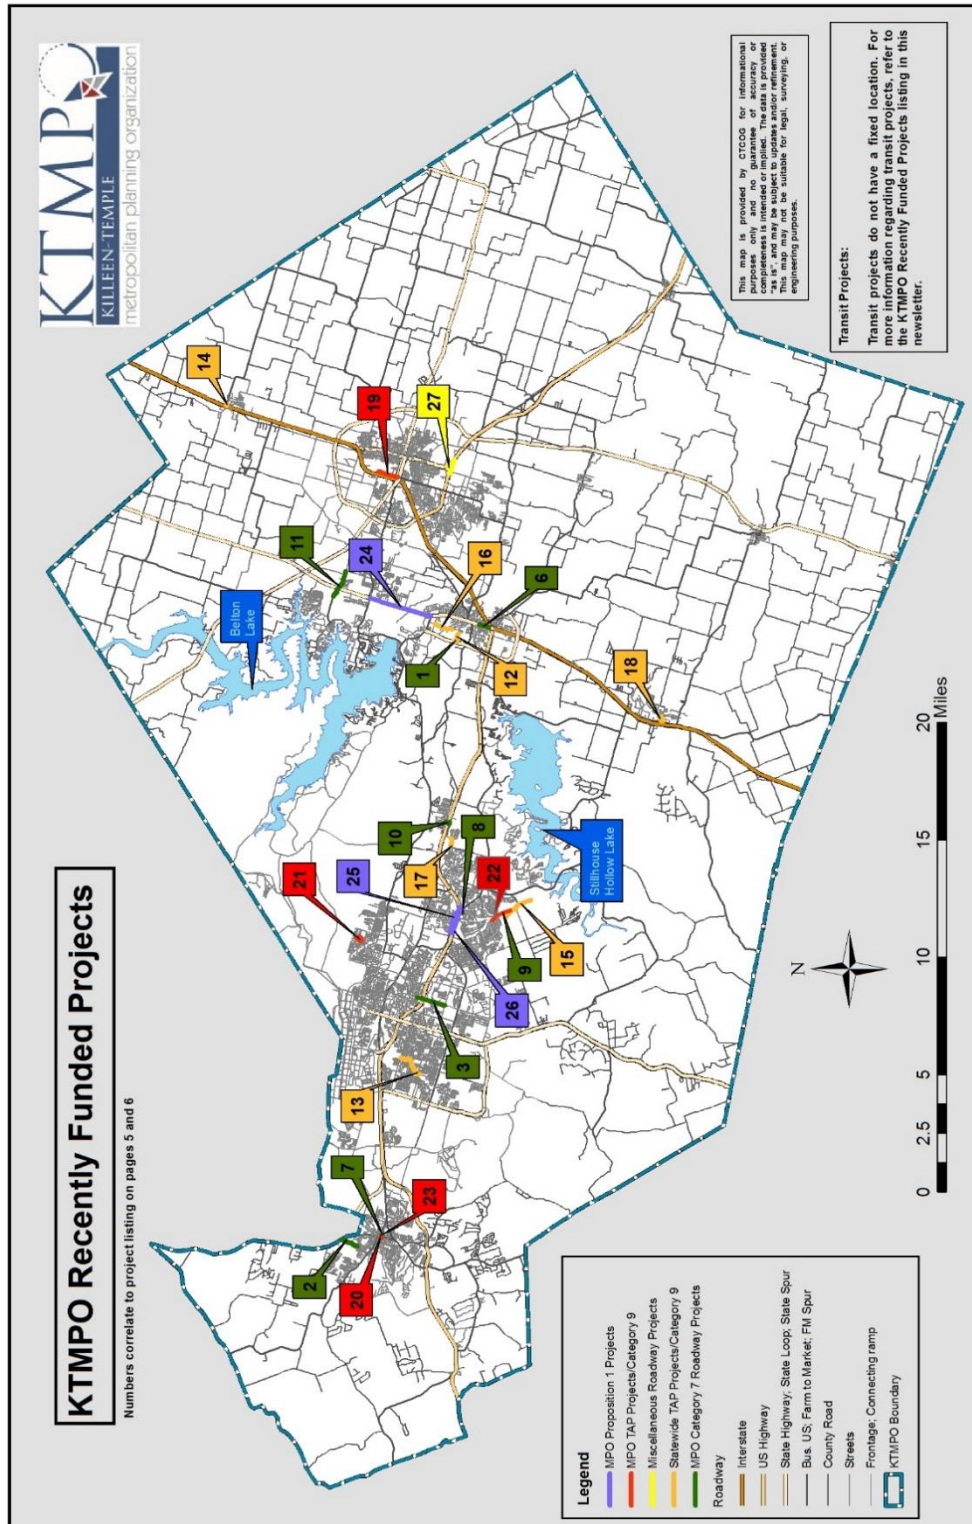 KTMPO Recently Funded Projects
Numbers correlate to project listing on pages 5 and 6
KTMP
KILLEEN-TEMPLE
metropolitan planning organization
14
19
27
11
24
16
6
Belton
Lake
1
12
18
10
17
8
25
22
21
Stillhouse
Hollow Lake
9
15
26
3
13
7
23
2
20
N
0
2.5
5
10
15
20
Miles
This map is provided by CTCOG for informational
purposes only and no guarantee of accuracy or
completeness is intended or implied. The data is provided
"as is", and may be subject to updates and/or refinement.
This map may not be suitable for legal, surveying, or
engineering purposes.
Transit Projects:
Transit projects do not have a fixed location. For
more information regarding transit projects, refer to
the KTMPO Recently Funded Projects listing in this
newsletter.
Legend
MPO Proposition 1 Projects
MPO TAP Projects/Category 9
Miscellaneous Roadway Projects
Statewide TAP Projects/Category 9
MPO Category 7 Roadway Projects
Roadway
Interstate
US Highway
State Highway; State Loop; State Spur
Bus. US; Farm to Market; FM Spur
County Road
Streets
Frontage; Connecting ramp
KTMPO Boundary